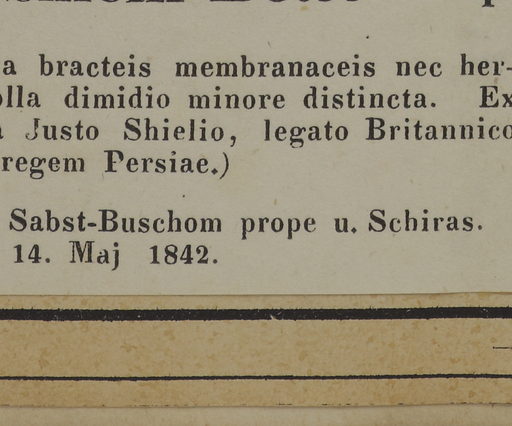 a bracteis membranaceis nec her-
olla dimidio minore distincta. Ex
a Justo Shielio, legato Britannico
regem Persiae.)
Sabst-Buschom prope u. Schiras.
14. Maj 1842.